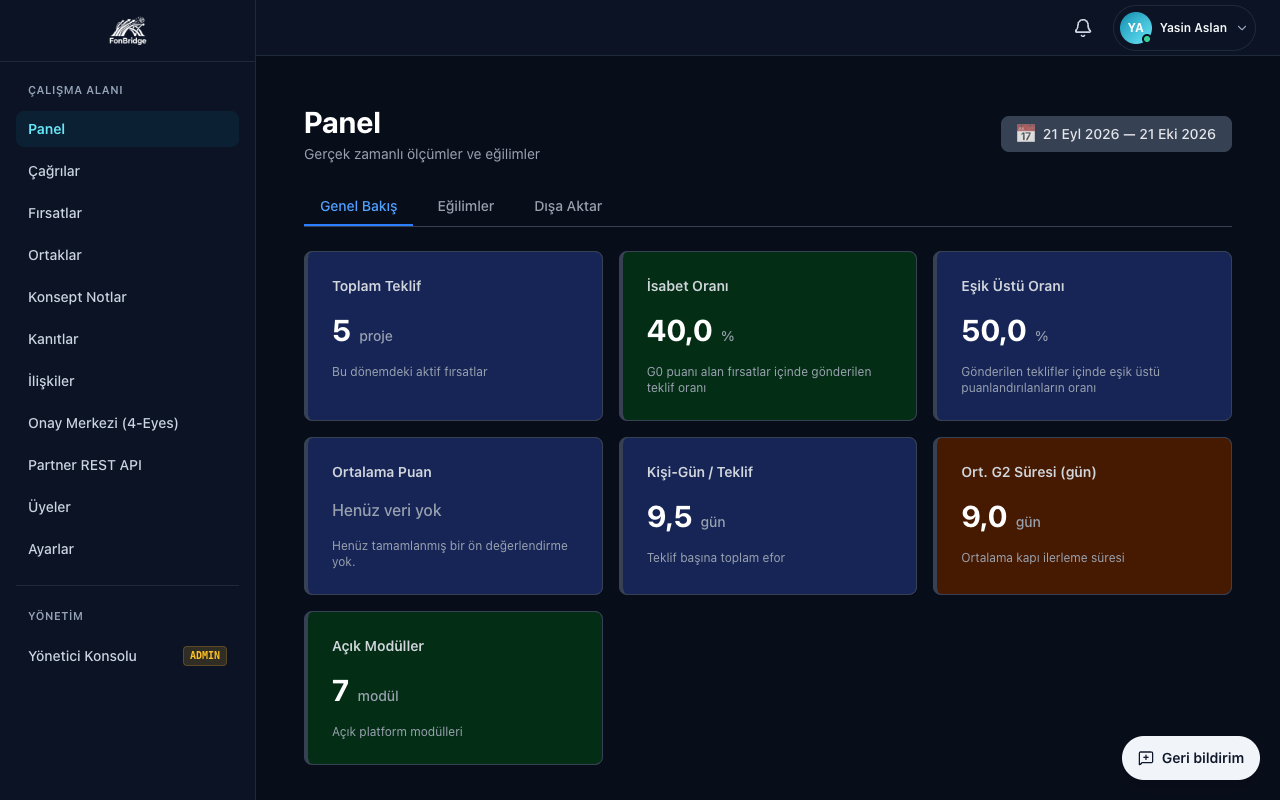 FonBridge
ÇALIŞMA ALANI
Panel
Çağrılar
Fırsatlar
Ortaklar
Konsept Notlar
Kanıtlar
İlişkiler
Onay Merkezi (4-Eyes)
Partner REST API
Üyeler
Ayarlar
YÖNETİM
Yönetici Konsolu
ADMIN
YA
Yasin Aslan
Panel
Gerçek zamanlı ölçümler ve eğilimler
17
21 Eyl 2026 — 21 Eki 2026
Genel Bakış
Eğilimler
Dışa Aktar
Toplam Teklif
5 proje
Bu dönemdeki aktif fırsatlar
İsabet Oranı
40,0 %
G0 puanı alan fırsatlar içinde gönderilen
teklif oranı
Eşik Üstü Oranı
50,0 %
Gönderilen teklifler içinde eşik üstü
puanlandırılanların oranı
Ortalama Puan
Henüz veri yok
Henüz tamamlanmış bir ön değerlendirme
yok.
Kişi-Gün / Teklif
9,5 gün
Teklif başına toplam efor
Ort. G2 Süresi (gün)
9,0 gün
Ortalama kapı ilerleme süresi
Açık Modüller
7 modül
Açık platform modülleri
Geri bildirim